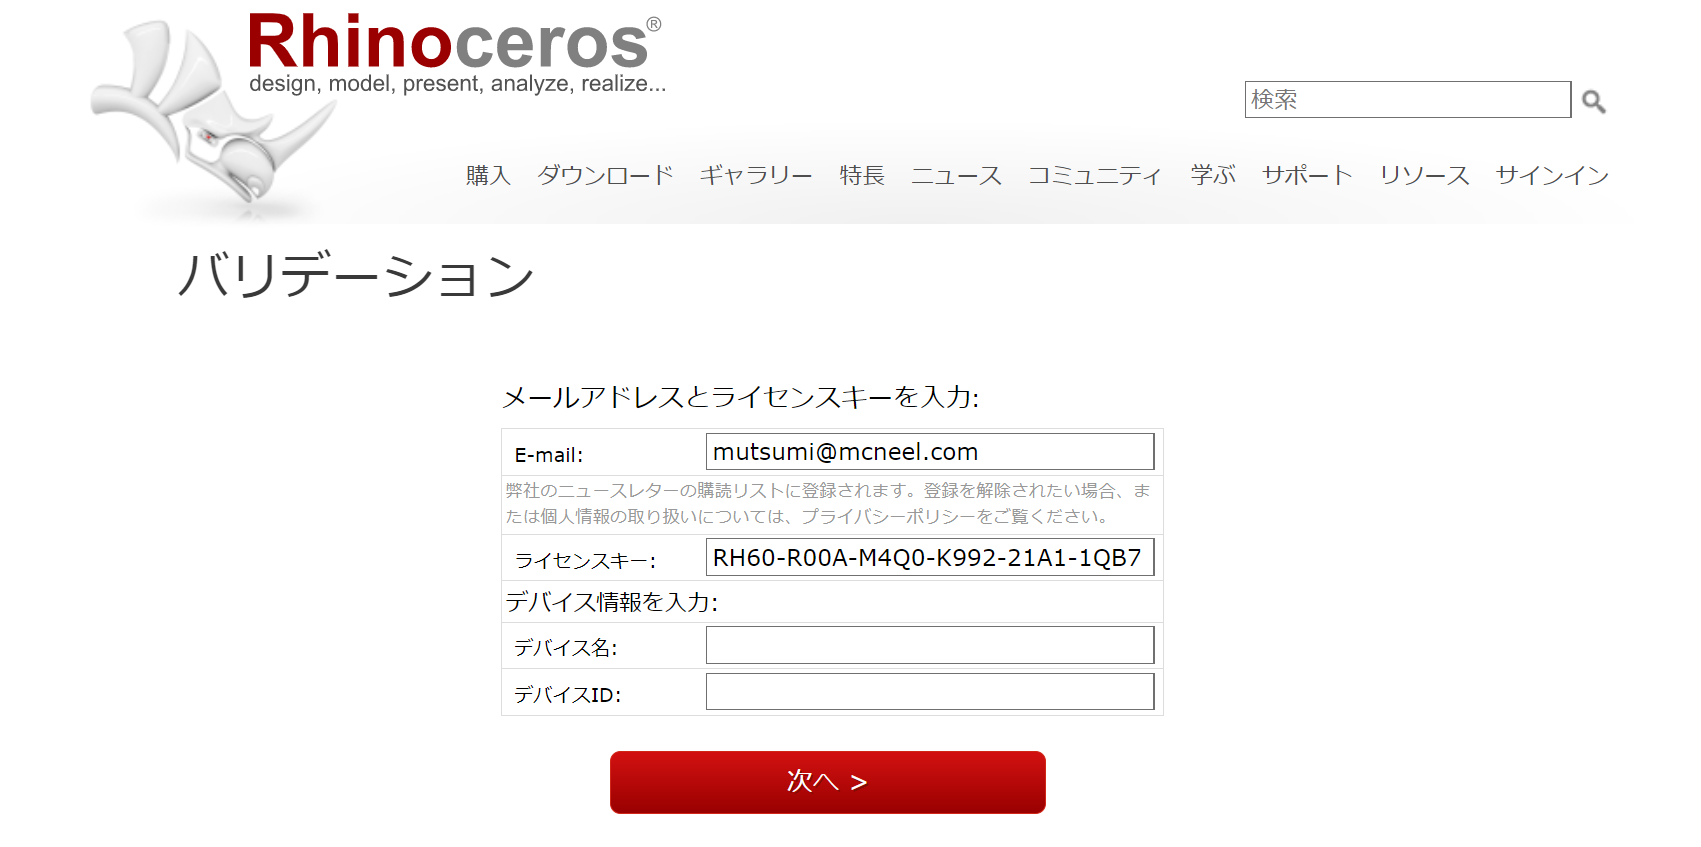 Rhinoceros®
design, model, present, analyze, realize...
検索
購入 ダウンロード ギャラリー 特長 ニュース コミュニティ 学ぶ サポート リソース サインイン
バリデーション
メールアドレスとライセンスキーを入力:
E-mail: mutsumi@mcneel.com
弊社のニュースレターの購読リストに登録されます。登録を解除されたい場合、ま
たは個人情報の取り扱いについては、プライバシーポリシーをご覧ください。
ライセンスキー: RH60-R00A-M4Q0-K992-21A1-1QB7
デバイス情報を入力:
デバイス名:
デバイスID:
次へ >